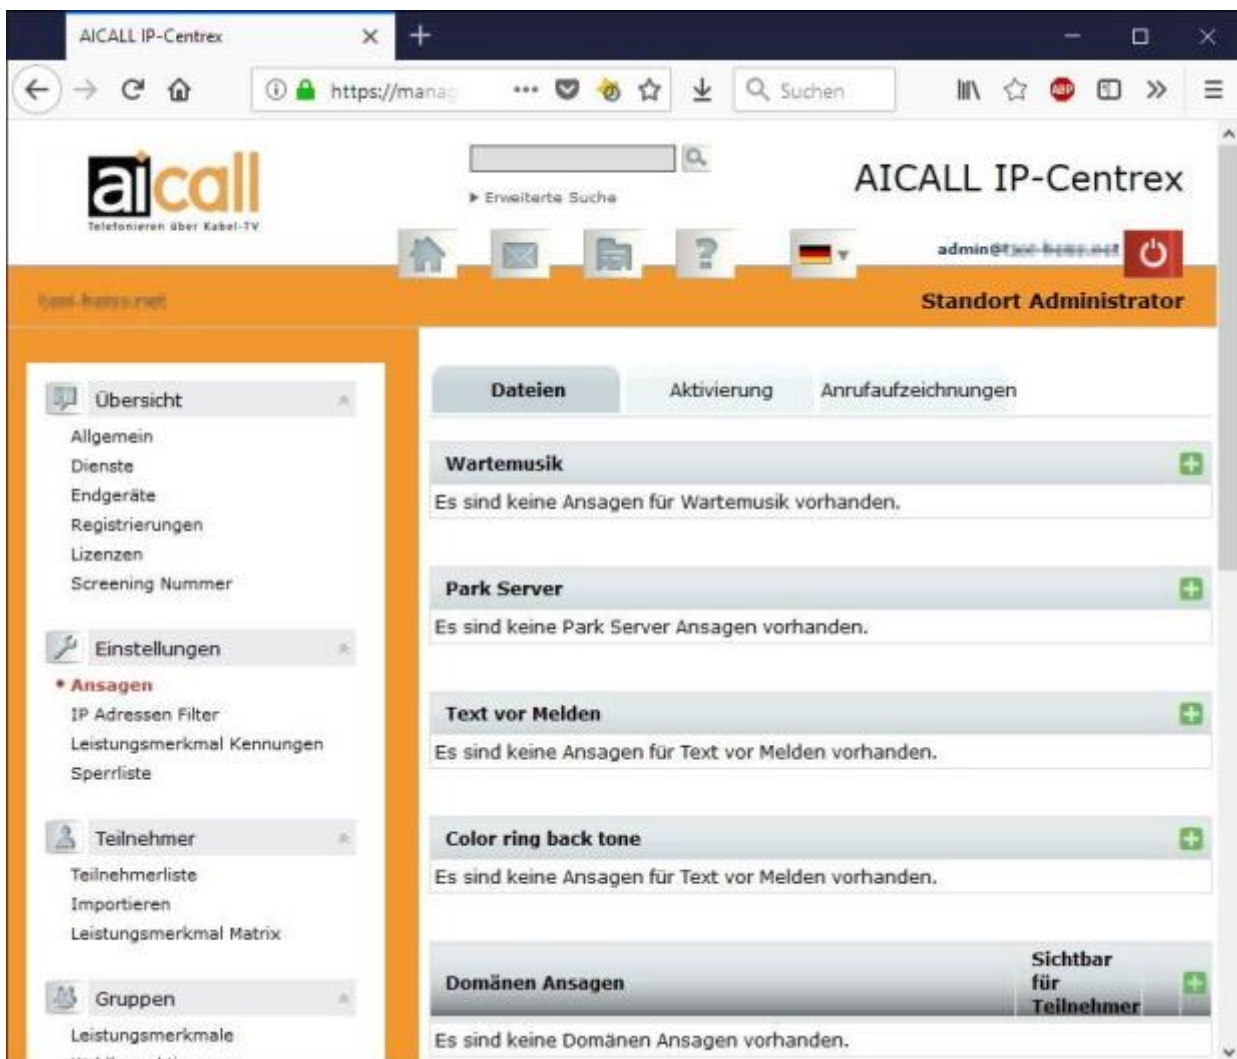 AICALL IP-Centrex
https://manag
Suchen
ABP
aicall
Telefonieren über Kabel-TV
Erweiterte Suche
AICALL IP-Centrex
admin@
Standort Administrator
Übersicht
Allgemein
Dienste
Endgeräte
Registrierungen
Lizenzen
Screening Nummer
Einstellungen
Ansagen
IP Adressen Filter
Leistungsmerkmal Kennungen
Sperrliste
Teilnehmer
Teilnehmerliste
Importieren
Leistungsmerkmal Matrix
Gruppen
Leistungsmerkmale
Dateien
Aktivierung
Anrufaufzeichnungen
Wartemusik
Es sind keine Ansagen für Wartemusik vorhanden.
Park Server
Es sind keine Park Server Ansagen vorhanden.
Text vor Melden
Es sind keine Ansagen für Text vor Melden vorhanden.
Color ring back tone
Es sind keine Ansagen für Text vor Melden vorhanden.
Domänen Ansagen
Sichtbar
für
Teilnehmer
Es sind keine Domänen Ansagen vorhanden.